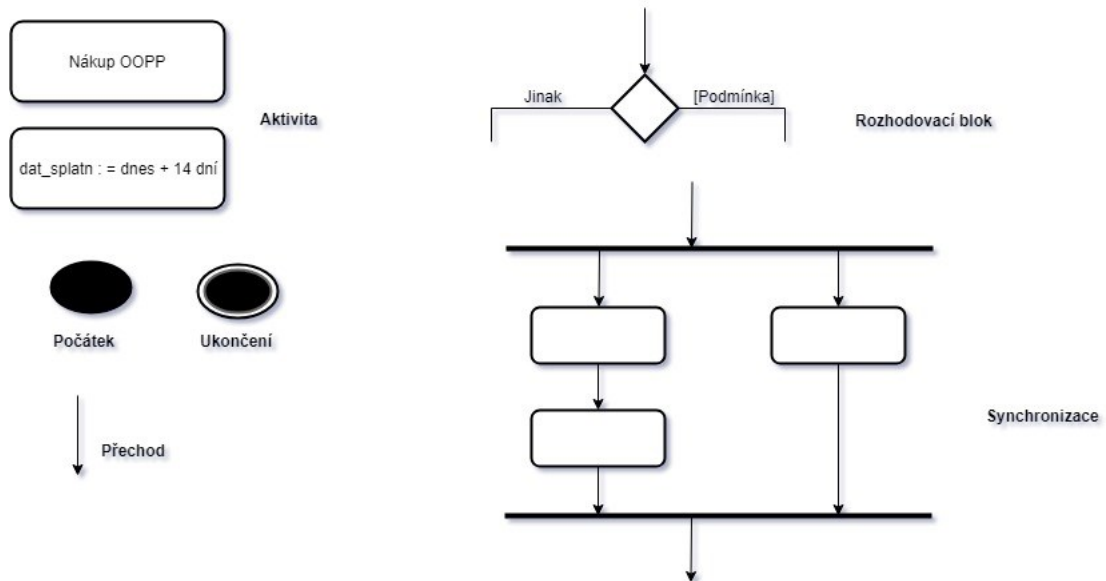 Nákup OOPP
Aktivita
dat_splatn : = dnes + 14 dní
Počátek
Ukončení
Přechod
Jinak
[Podmínka]
Rozhodovací blok
Synchronizace